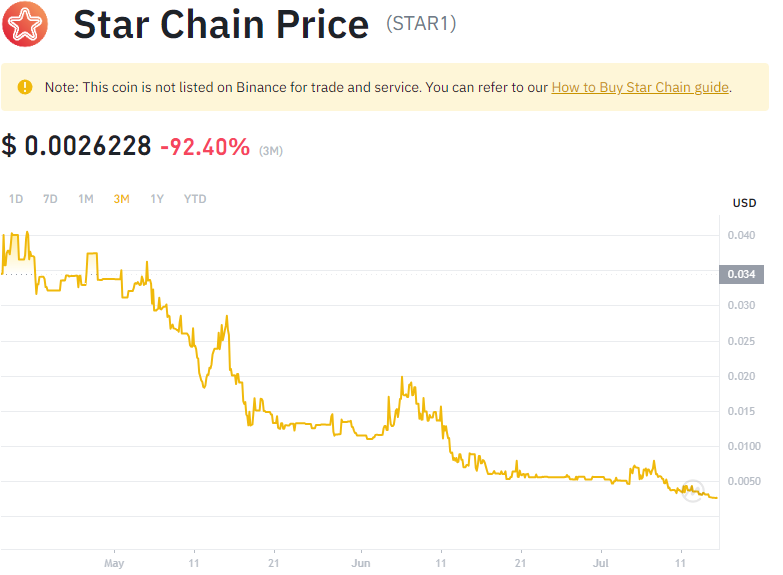 Star Chain Price (STAR1)
Note: This coin is not listed on Binance for trade and service. You can refer to our How to Buy Star Chain guide.
$ 0.0026228 -92.40% (3M)
1D 7D 1M 3M 1Y YTD
USD
0.040
0.034
0.030
0.025
0.020
0.015
0.0100
0.0050
May 11 21 Jun 11 21 Jul 11